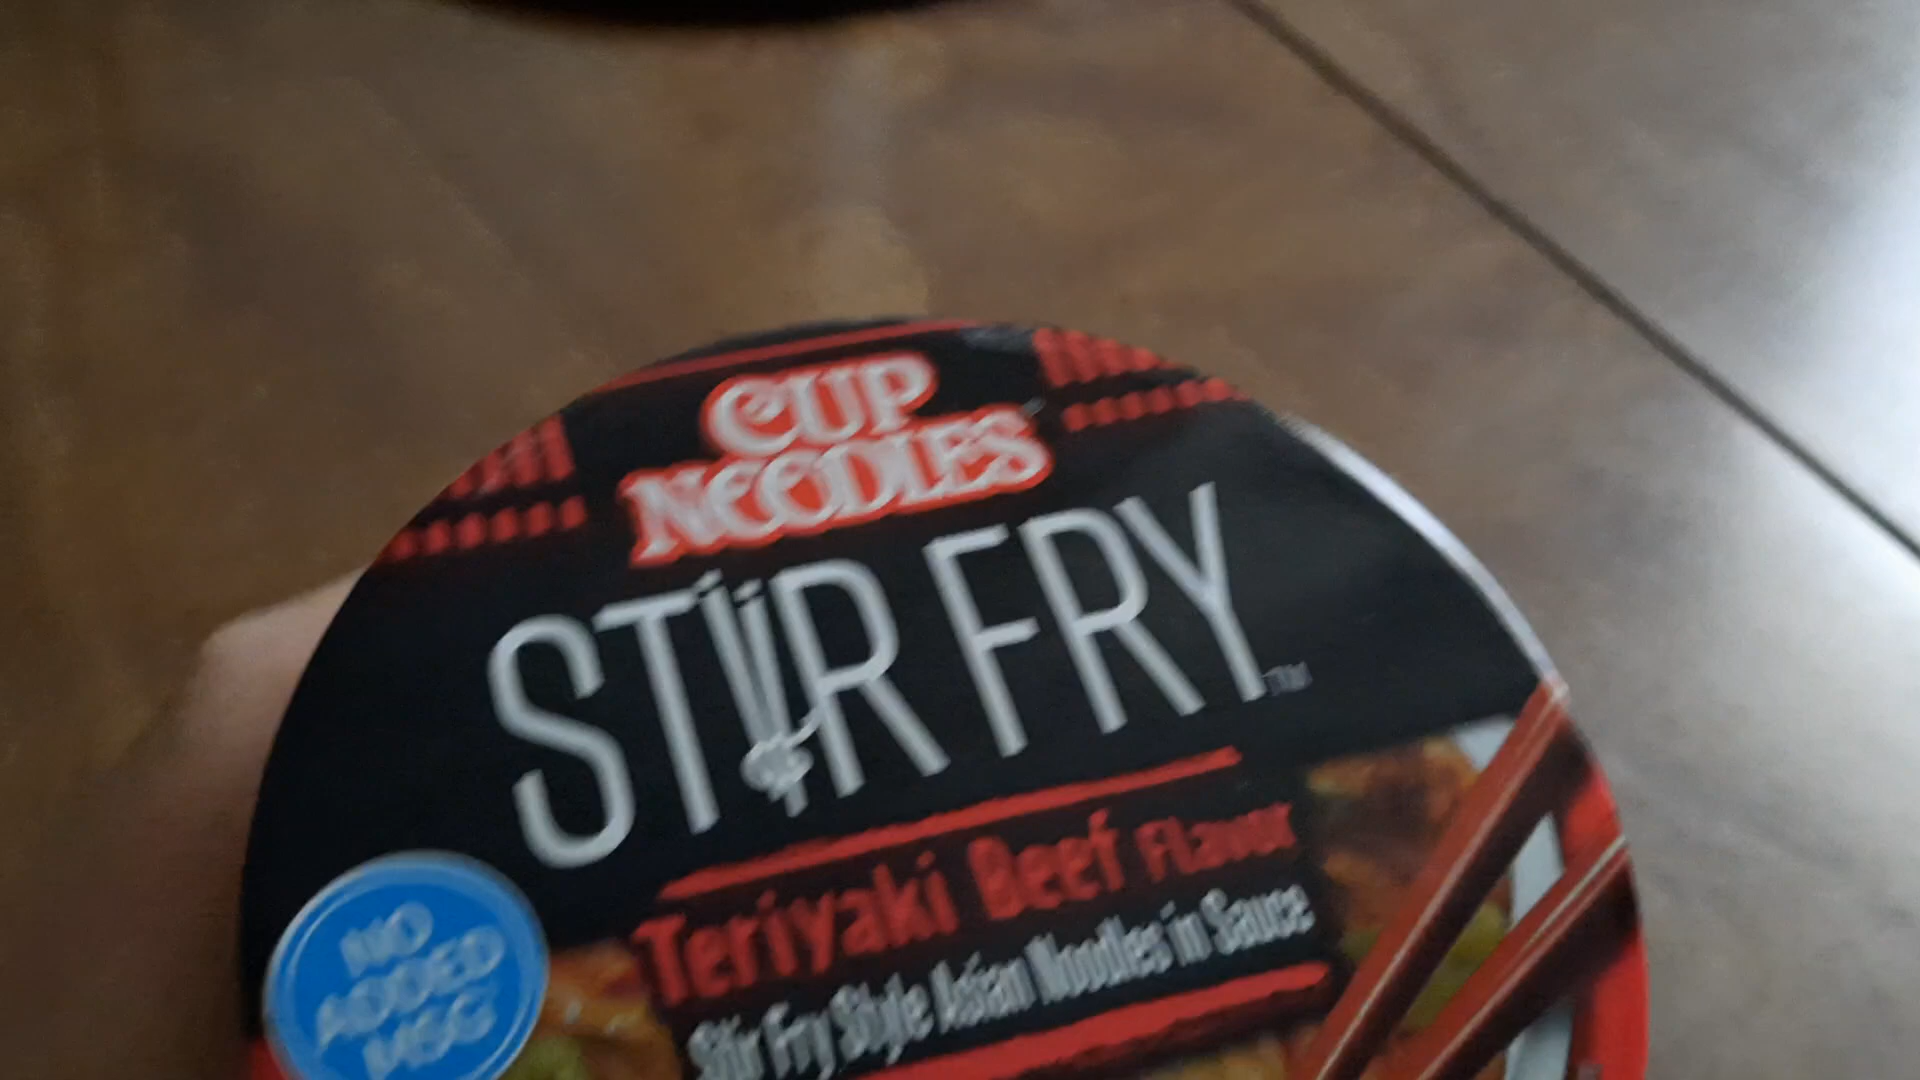 CUP
NOODLES
STIR FRY
TM
Teriyaki Beef Flavor
Stir Fry Style Asian Noodles in Sauce
NO
ADDED
MSG